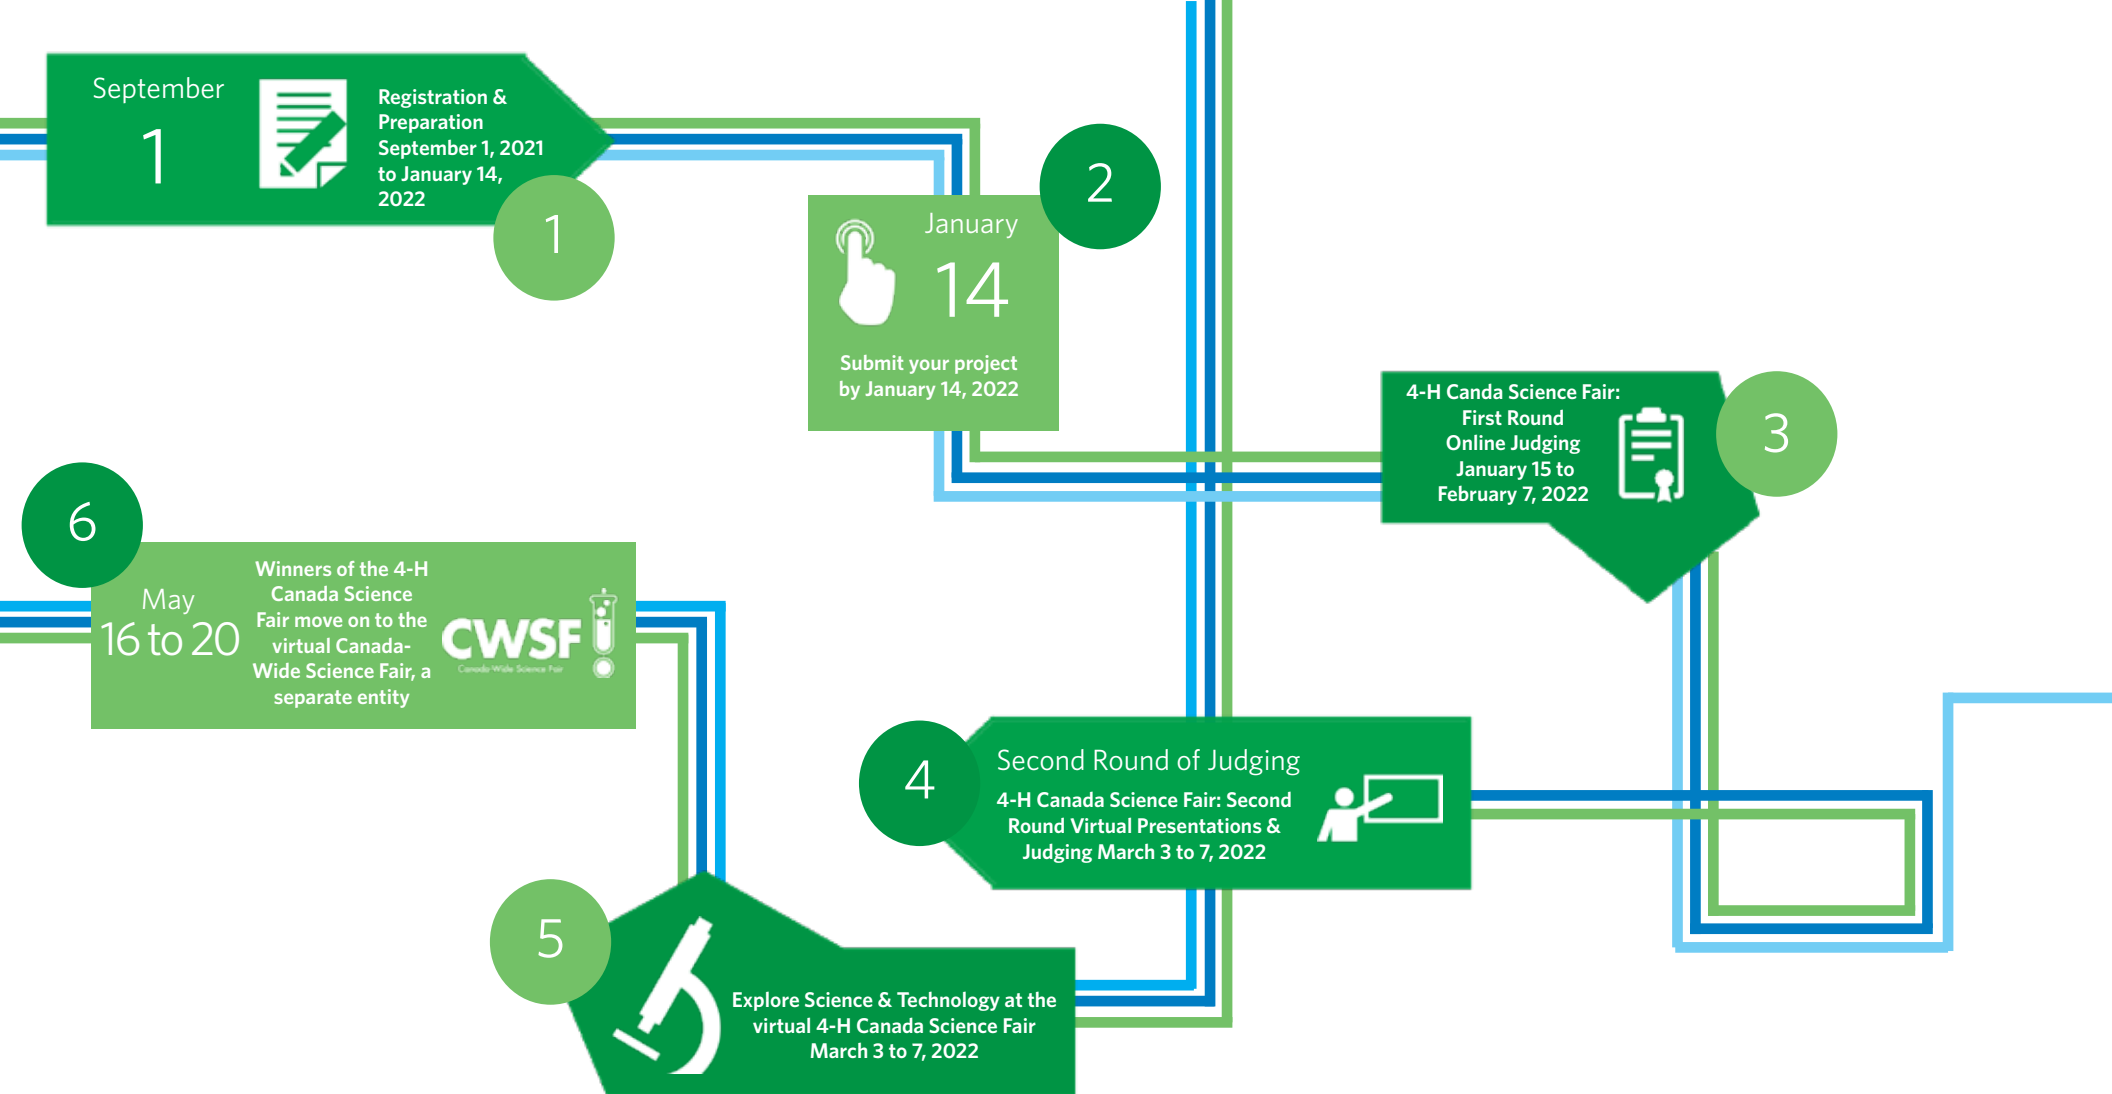 September
1
Registration &
Preparation
September 1, 2021
to January 14,
2022
1
2
January
14
Submit your project
by January 14, 2022
4-H Canda Science Fair:
First Round
Online Judging
January 15 to
February 7, 2022
3
4
Second Round of Judging
4-H Canada Science Fair: Second
Round Virtual Presentations &
Judging March 3 to 7, 2022
5
Explore Science & Technology at the
virtual 4-H Canada Science Fair
March 3 to 7, 2022
6
May
16 to 20
Winners of the 4-H
Canada Science
Fair move on to the
virtual Canada-
Wide Science Fair, a
separate entity
CWSF
Canada-Wide Science Fair